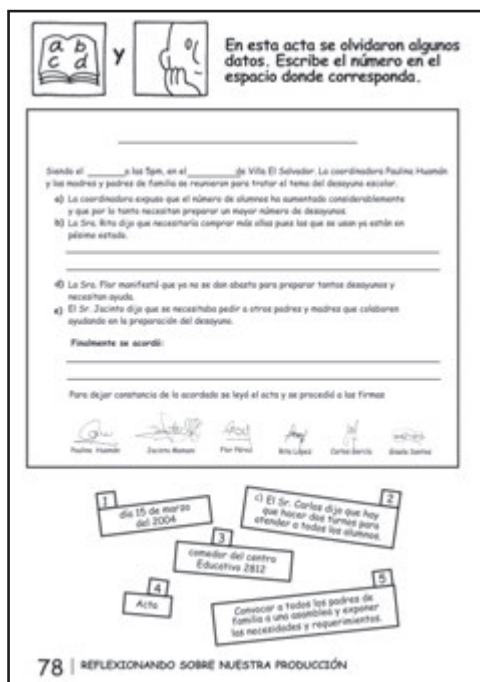 a b
c d
y
En esta acta se olvidaron algunos
datos. Escribe el número en el
espacio donde corresponda.
Siendo el ________a las 5pm, en el__________de Villa El Salvador. La coordinadora Paulina Huamán
y las madres y padres de familia se reunieron para tratar el tema del desayuno escolar.
a) La coordinadora expuso que el número de alumnos ha aumentado considerablemente
y que por lo tanto necesitan preparar un mayor número de desayunos.
b) La Sra. Rita dijo que necesitaría comprar más ollas pues las que se usan ya están en
pésimo estado.
d) La Sra. Flor manifestó que ya no se dan abasto para preparar tantos desayunos y
necesitan ayuda.
e) El Sr. Jacinto dijo que se necesitaba pedir a otros padres y madres que colaboren
ayudando en la preparación del desayuno.
Finalmente se acordó:
Para dejar constancia de lo acordado se leyó el acta y se procedió a las firmas
Paulina Huamán Jacinto Mamani Flor Pérez Rita López Carlos García Gisela Santos
1
día 15 de marzo
del 2004
2
c) El Sr. Carlos dijo que hay
que hacer dos turnos para
atender a todos los alumnos.
3
comedor del centro
Educativo 2812
4
Acta
5
Convocar a todos los padres de
familia a una asamblea y exponer
las necesidades y requerimientos.
78 | REFLEXIONANDO SOBRE NUESTRA PRODUCCIÓN